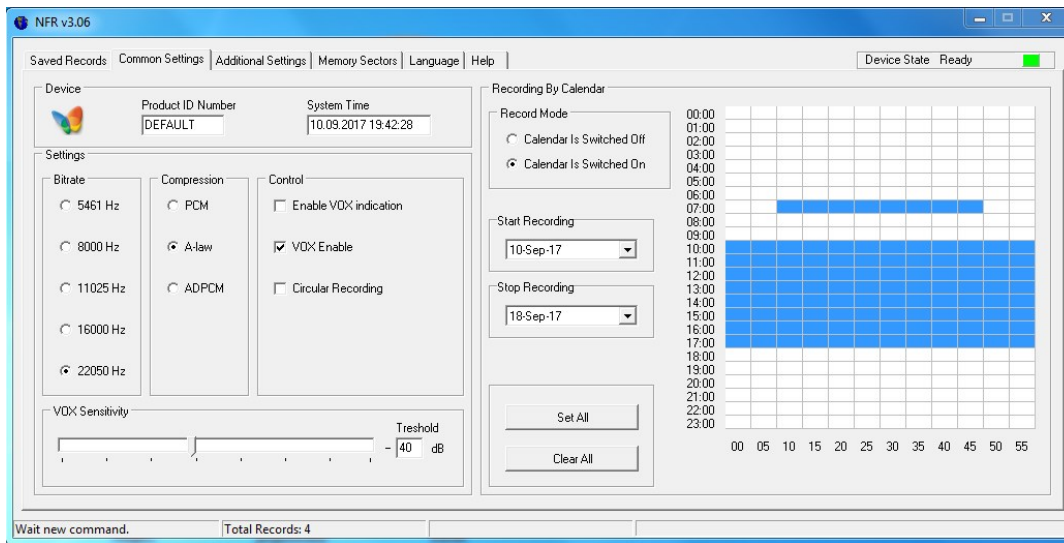 NFR v3.06
Saved Records Common Settings Additional Settings Memory Sectors Language Help
Device State Ready
Device
Product ID Number System Time
DEFAULT 10.09.2017 19:42:28
Settings
Bitrate
5461 Hz
8000 Hz
11025 Hz
16000 Hz
22050 Hz
Compression
PCM
A-law
ADPCM
Control
Enable VOX indication
VOX Enable
Circular Recording
VOX Sensitivity
Treshold
- 40 dB
Recording By Calendar
Record Mode
Calendar Is Switched Off
Calendar Is Switched On
Start Recording
10-Sep-17
Stop Recording
18-Sep-17
Set All
Clear All
00:00
01:00
02:00
03:00
04:00
05:00
06:00
07:00
08:00
09:00
10:00
11:00
12:00
13:00
14:00
15:00
16:00
17:00
18:00
19:00
20:00
21:00
22:00
23:00
00 05 10 15 20 25 30 35 40 45 50 55
Wait new command. Total Records: 4